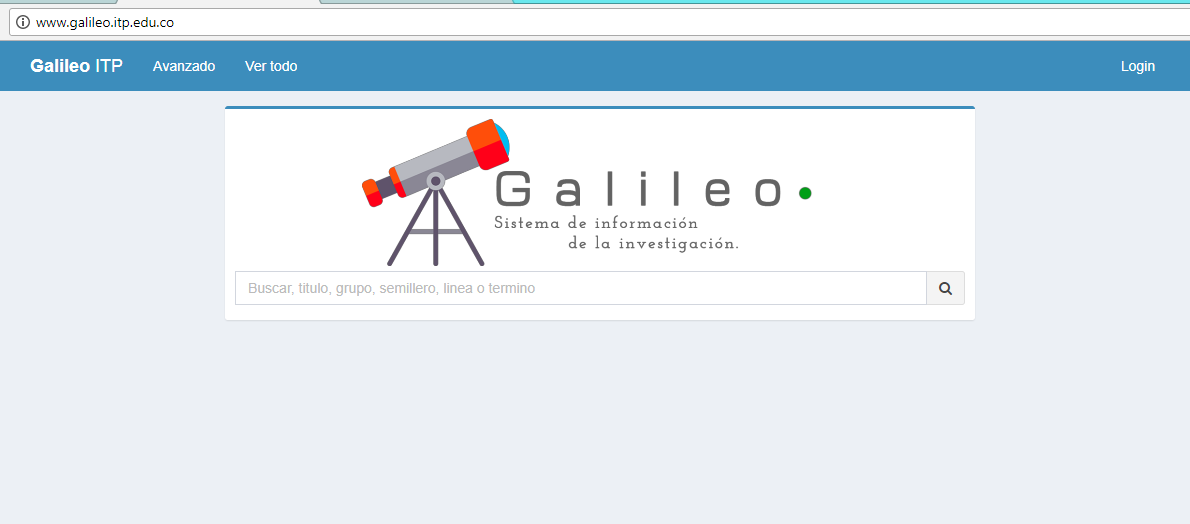 www.galileo.itp.edu.co
Galileo ITP Avanzado Ver todo Login
Galileo
Sistema de información
de la investigación.
Buscar, titulo, grupo, semillero, linea o termino